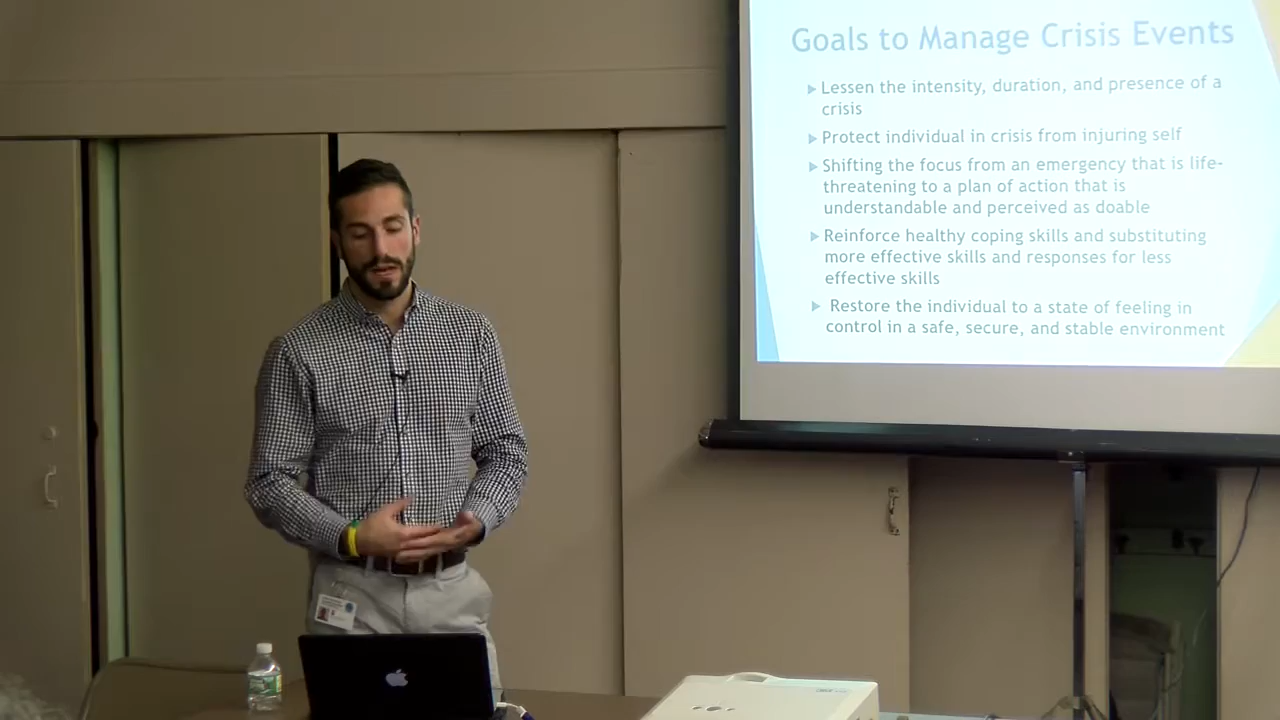 Goals to Manage Crisis Events
Lessen the intensity, duration, and presence of a
crisis
Protect individual in crisis from injuring self
Shifting the focus from an emergency that is life-
threatening to a plan of action that is
understandable and perceived as doable
Reinforce healthy coping skills and substituting
more effective skills and responses for less
effective skills
Restore the individual to a state of feeling in
control in a safe, secure, and stable environment